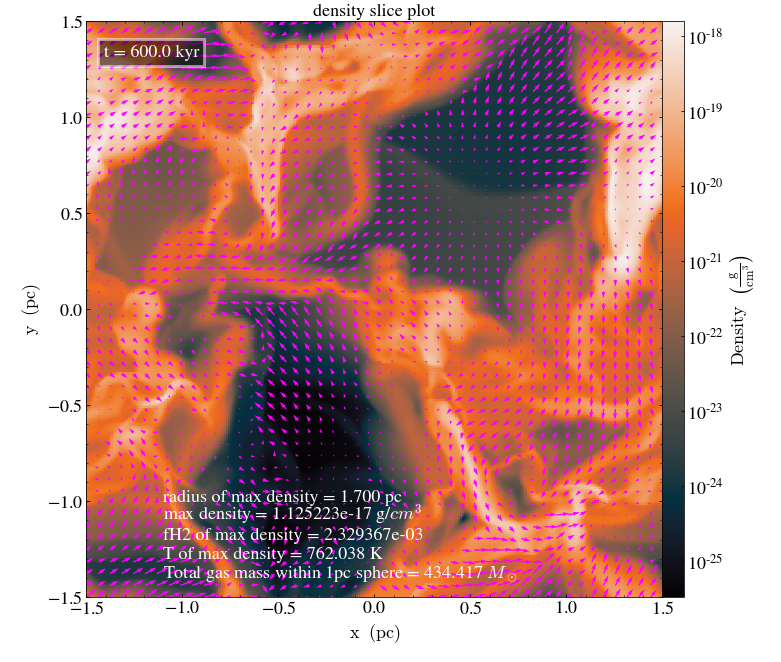 density slice plot
t = 600.0 kyr
radius of max density = 1.700 pc
max density = 1.125223e-17 g/cm³
fH2 of max density = 2.329367e-03
T of max density = 762.038 K
Total gas mass within 1pc sphere = 434.417 M☉
1.5
1.0
0.5
0.0
−0.5
−1.0
−1.5
y (pc)
−1.5 −1.0 −0.5 0.0 0.5 1.0 1.5
x (pc)
10⁻¹⁸
10⁻¹⁹
10⁻²⁰
10⁻²¹
10⁻²²
10⁻²³
10⁻²⁴
10⁻²⁵
Density (g/cm³)